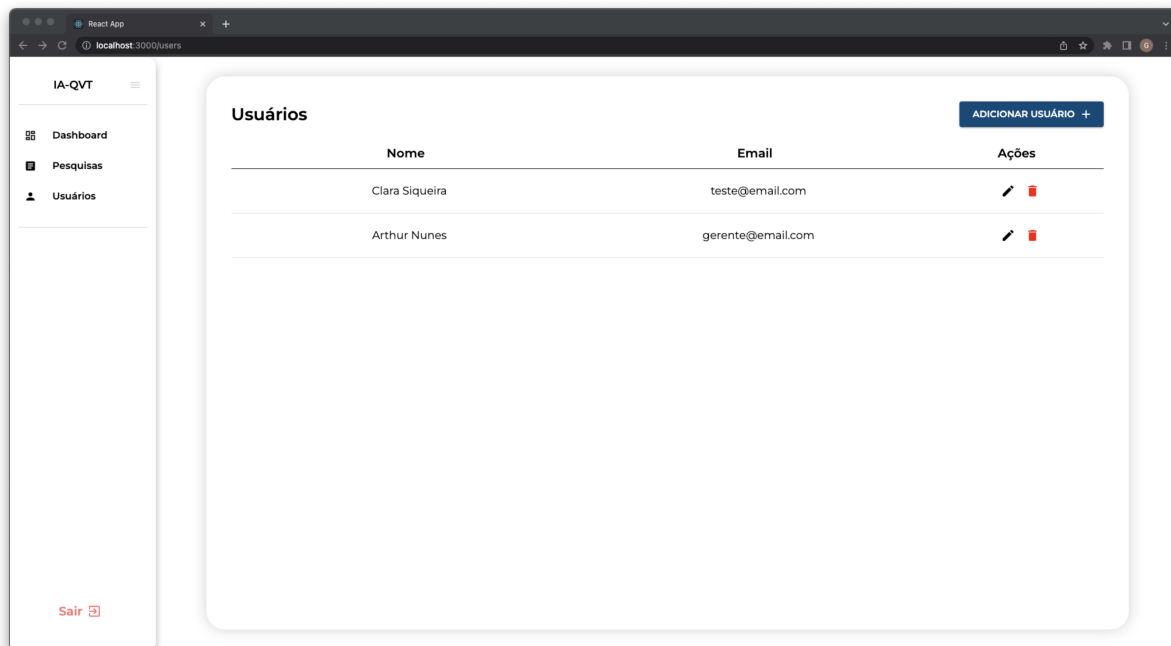 React App
localhost:3000/users
G
IA-QVT
Dashboard
Pesquisas
Usuários
Sair
Usuários
ADICIONAR USUÁRIO +
Nome Email Ações
Clara Siqueira teste@email.com
Arthur Nunes gerente@email.com